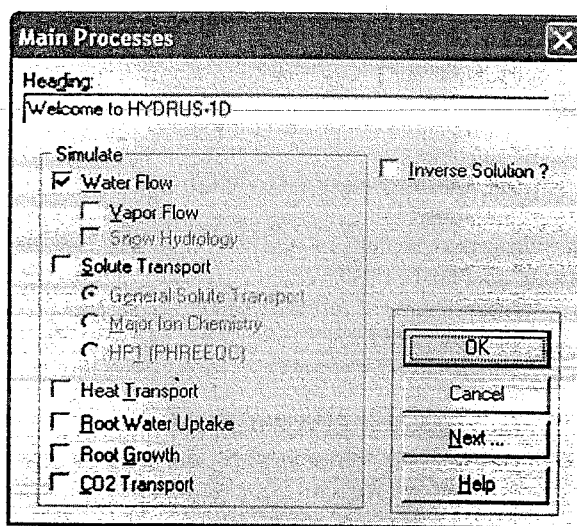 Main Processes
Heading:
Welcome to HYDRUS-1D
Simulate
Water Flow
Vapor Flow
Snow Hydrology
Solute Transport
General Solute Transport
Major Ion Chemistry
HP1 (PHREEQC)
Heat Transport
Root Water Uptake
Root Growth
CO2 Transport
Inverse Solution ?
OK
Cancel
Next ...
Help